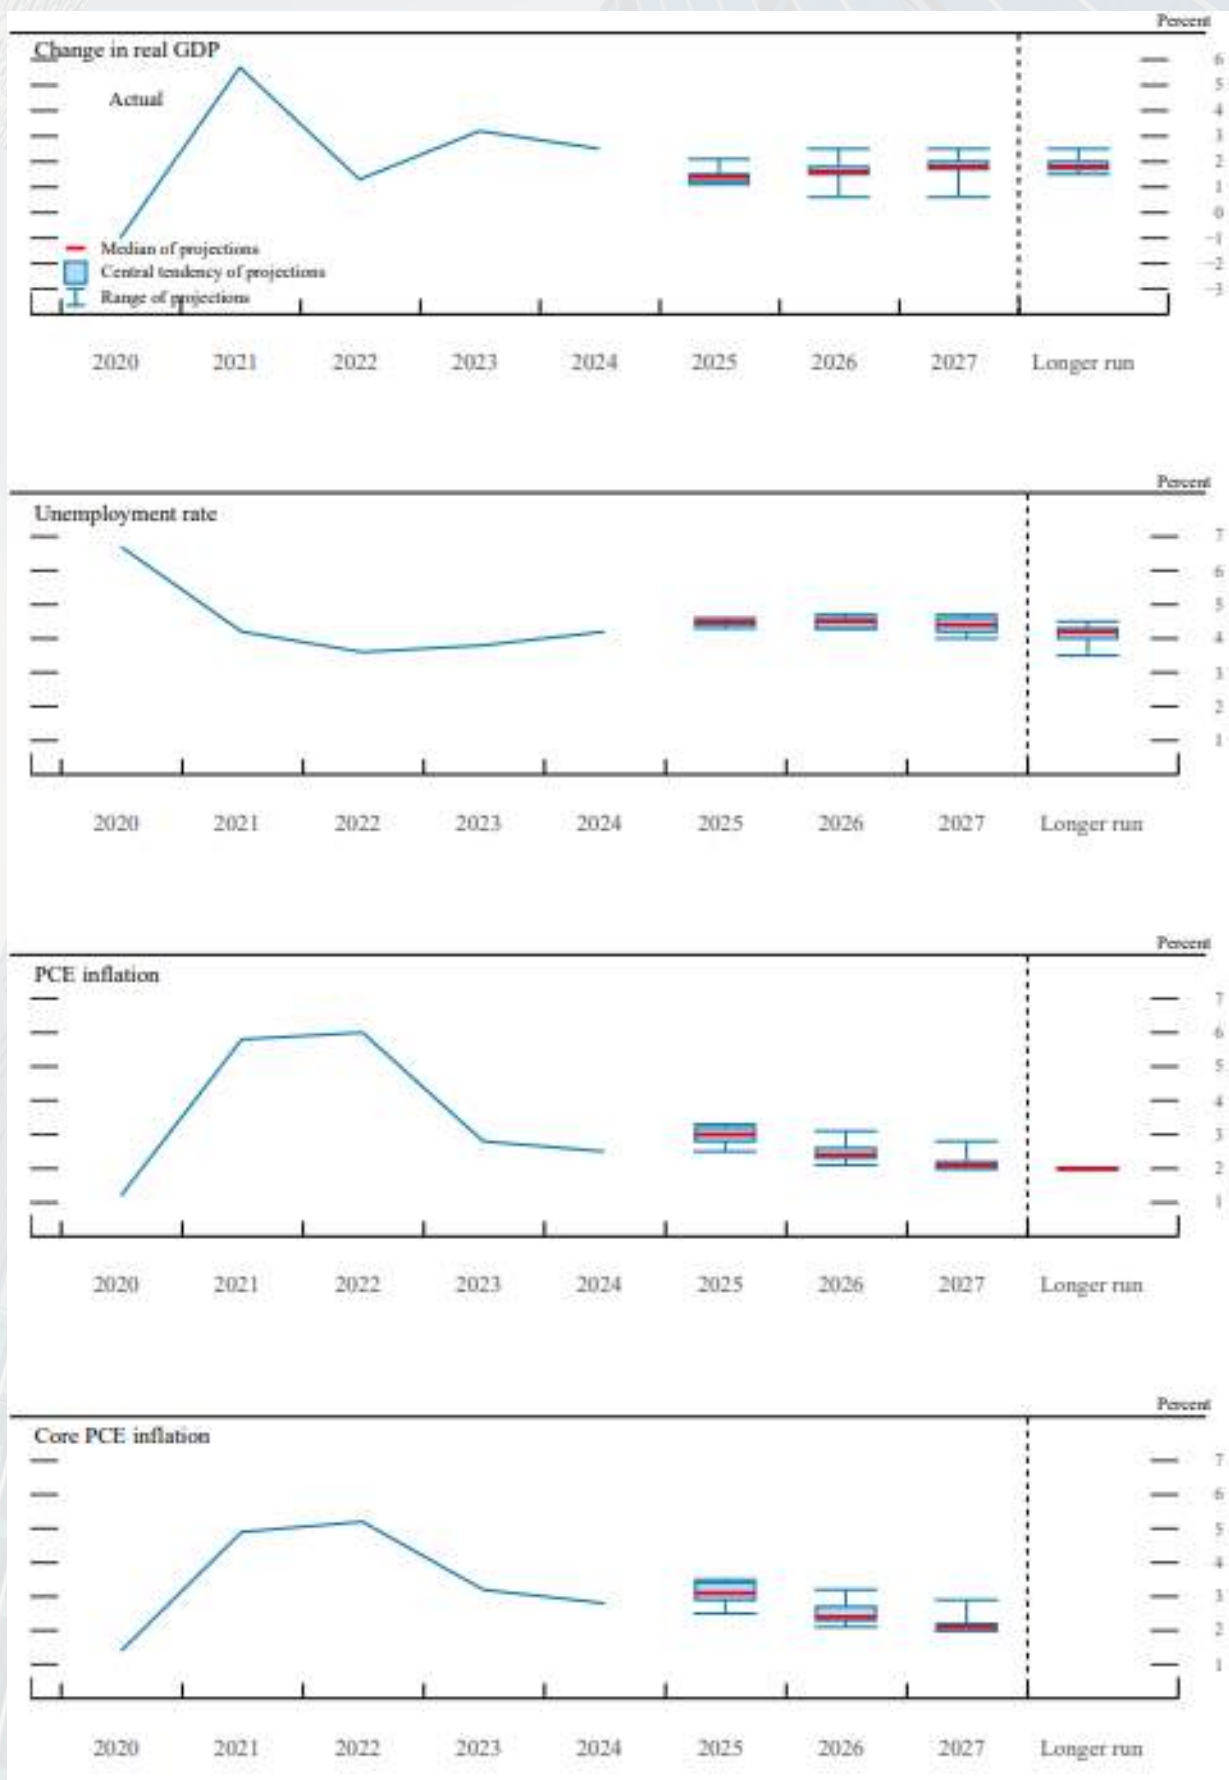 Percent
Change in real GDP
6
5
Actual
4
3
2
1
0
−1
Median of projections
−2
Central tendency of projections
−3
Range of projections
2020 2021 2022 2023 2024 2025 2026 2027 Longer run
Percent
Unemployment rate
7
6
5
4
3
2
1
2020 2021 2022 2023 2024 2025 2026 2027 Longer run
Percent
PCE inflation
7
6
5
4
3
2
1
2020 2021 2022 2023 2024 2025 2026 2027 Longer run
Percent
Core PCE inflation
7
6
5
4
3
2
1
2020 2021 2022 2023 2024 2025 2026 2027 Longer run